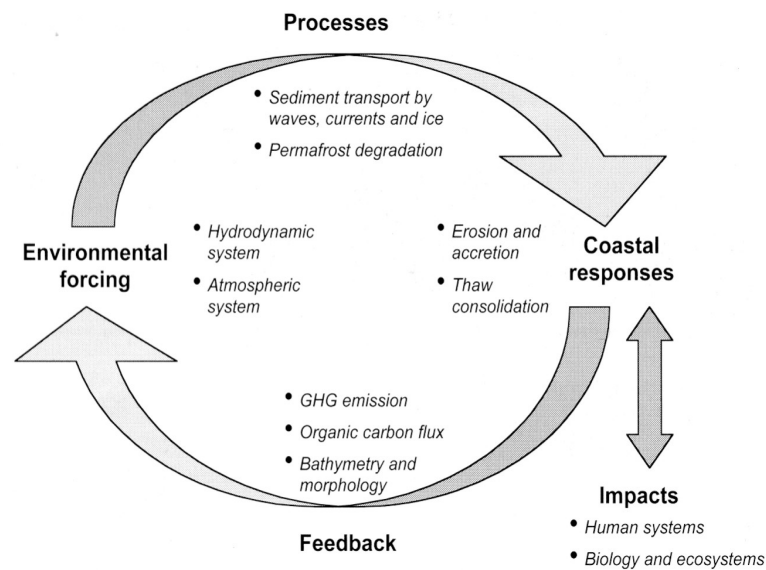 Processes
• Sediment transport by
waves, currents and ice
• Permafrost degradation
Environmental
forcing
• Hydrodynamic
system
• Atmospheric
system
• Erosion and
accretion
• Thaw
consolidation
Coastal
responses
• GHG emission
• Organic carbon flux
• Bathymetry and
morphology
Feedback
Impacts
• Human systems
• Biology and ecosystems